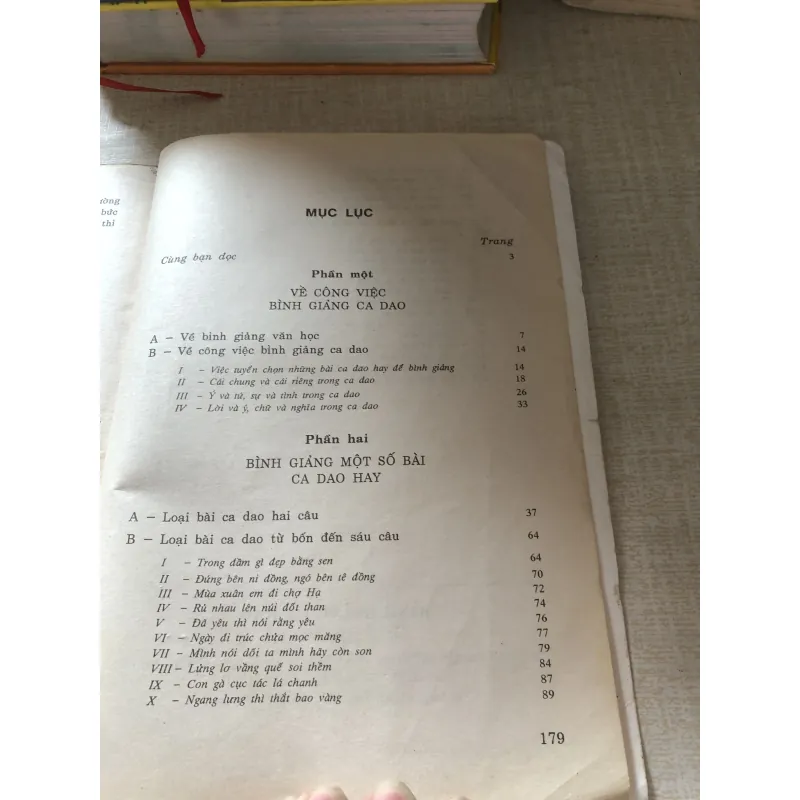 ường
bức
thì
MỤC LỤC
Trang
Cùng bạn đọc 3
Phần một
VỀ CÔNG VIỆC
BÌNH GIẢNG CA DAO
A – Về bình giảng văn học 7
B – Về công việc bình giảng ca dao 14
I – Việc tuyển chọn những bài ca dao hay để bình giảng 14
II – Cái chung và cái riêng trong ca dao 18
III – Ý và tứ, sự và tình trong ca dao 26
IV – Lời và ý, chữ và nghĩa trong ca dao 33
Phần hai
BÌNH GIẢNG MỘT SỐ BÀI
CA DAO HAY
A – Loại bài ca dao hai câu 37
B – Loại bài ca dao từ bốn đến sáu câu 64
I – Trong đầm gì đẹp bằng sen 64
II – Đứng bên ni đồng, ngó bên tê đồng 70
III – Mùa xuân em đi chợ Hạ 72
IV – Rủ nhau lên núi đốt than 74
V – Đã yêu thì nói rằng yêu 76
VI – Ngày đi trúc chửa mọc măng 77
VII – Mình nói dối ta mình hãy còn son 79
VIII – Lửng lơ vầng quế soi thềm 84
IX – Con gà cục tác lá chanh 87
X – Ngang lưng thì thắt bao vàng 89
179